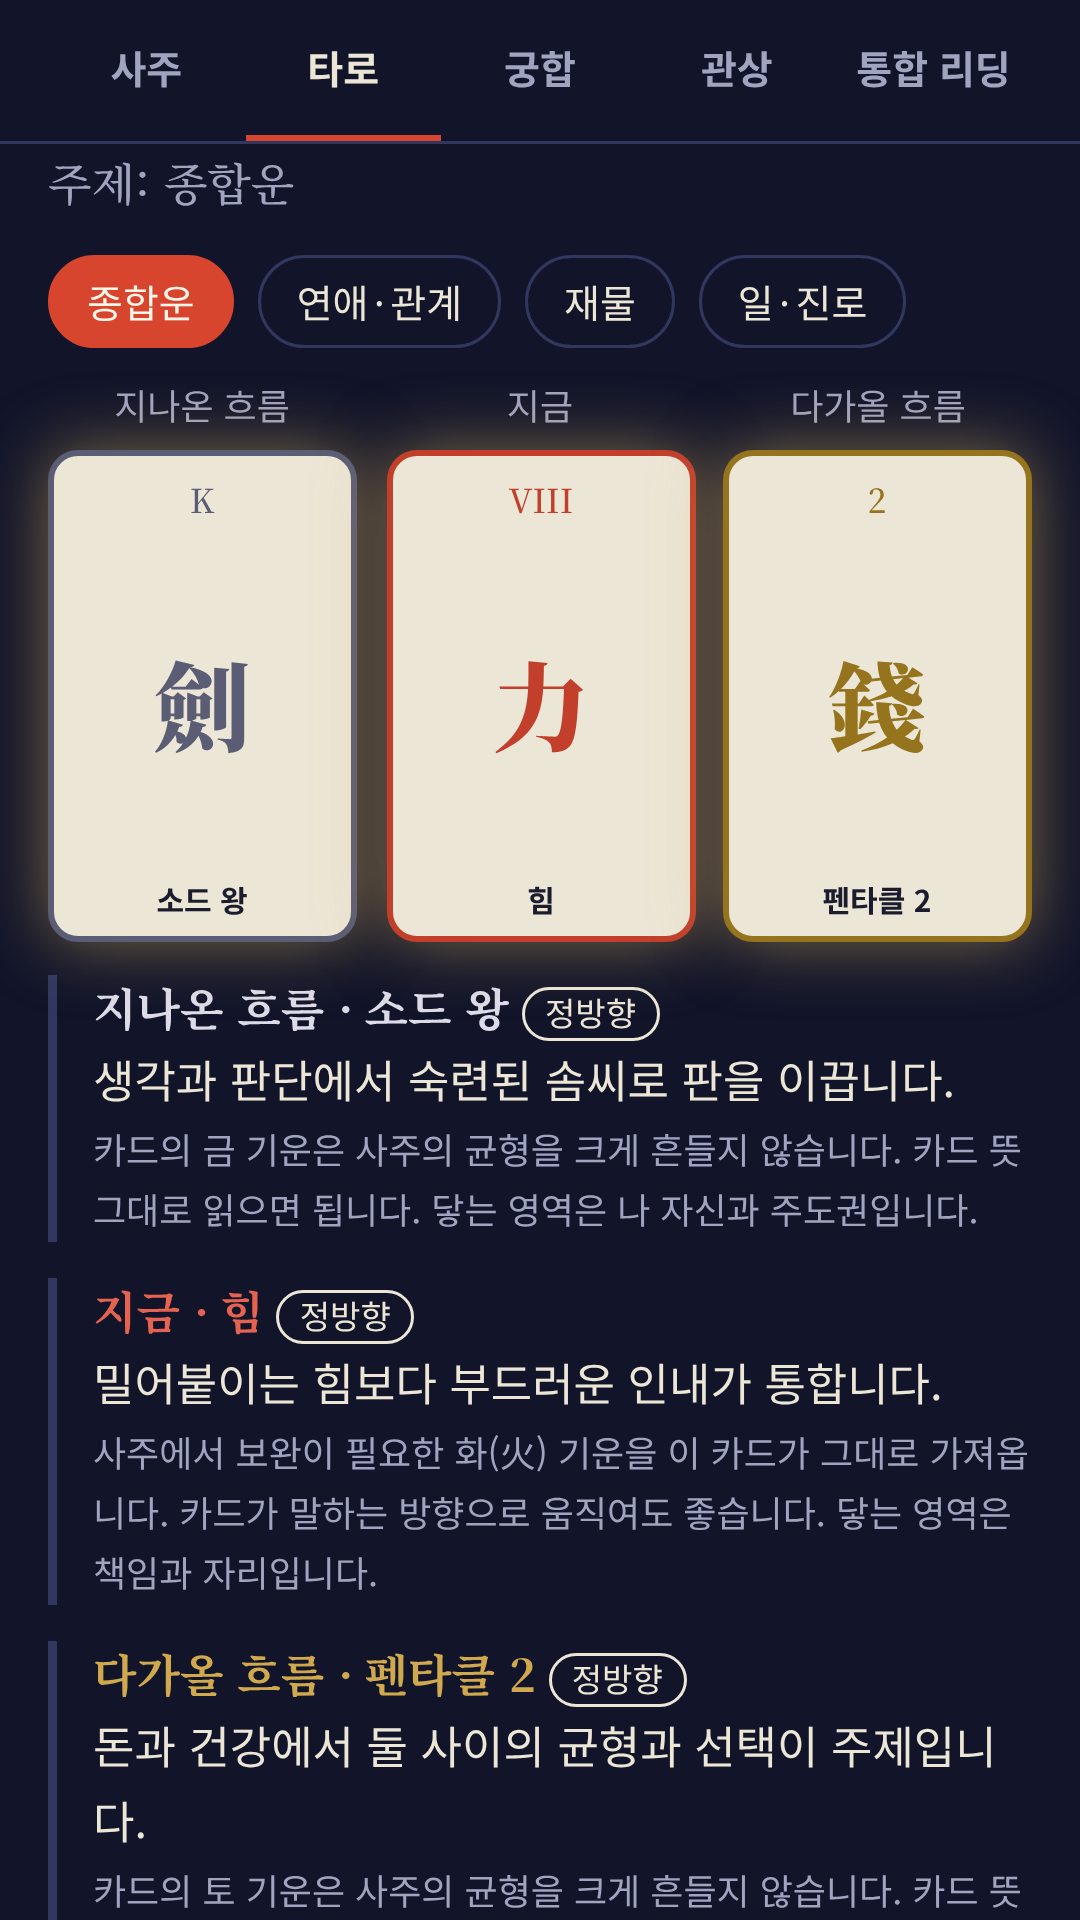 사주 타로 궁합 관상 통합 리딩
주제: 종합운
종합운 연애·관계 재물 일·진로
지나온 흐름 지금 다가올 흐름
K VIII 2
劍 力 錢
소드 왕 힘 펜타클 2
지나온 흐름 · 소드 왕 정방향
생각과 판단에서 숙련된 솜씨로 판을 이끕니다.
카드의 금 기운은 사주의 균형을 크게 흔들지 않습니다. 카드 뜻
그대로 읽으면 됩니다. 닿는 영역은 나 자신과 주도권입니다.
지금 · 힘 정방향
밀어붙이는 힘보다 부드러운 인내가 통합니다.
사주에서 보완이 필요한 화(火) 기운을 이 카드가 그대로 가져옵
니다. 카드가 말하는 방향으로 움직여도 좋습니다. 닿는 영역은
책임과 자리입니다.
다가올 흐름 · 펜타클 2 정방향
돈과 건강에서 둘 사이의 균형과 선택이 주제입니
다.
카드의 토 기운은 사주의 균형을 크게 흔들지 않습니다. 카드 뜻